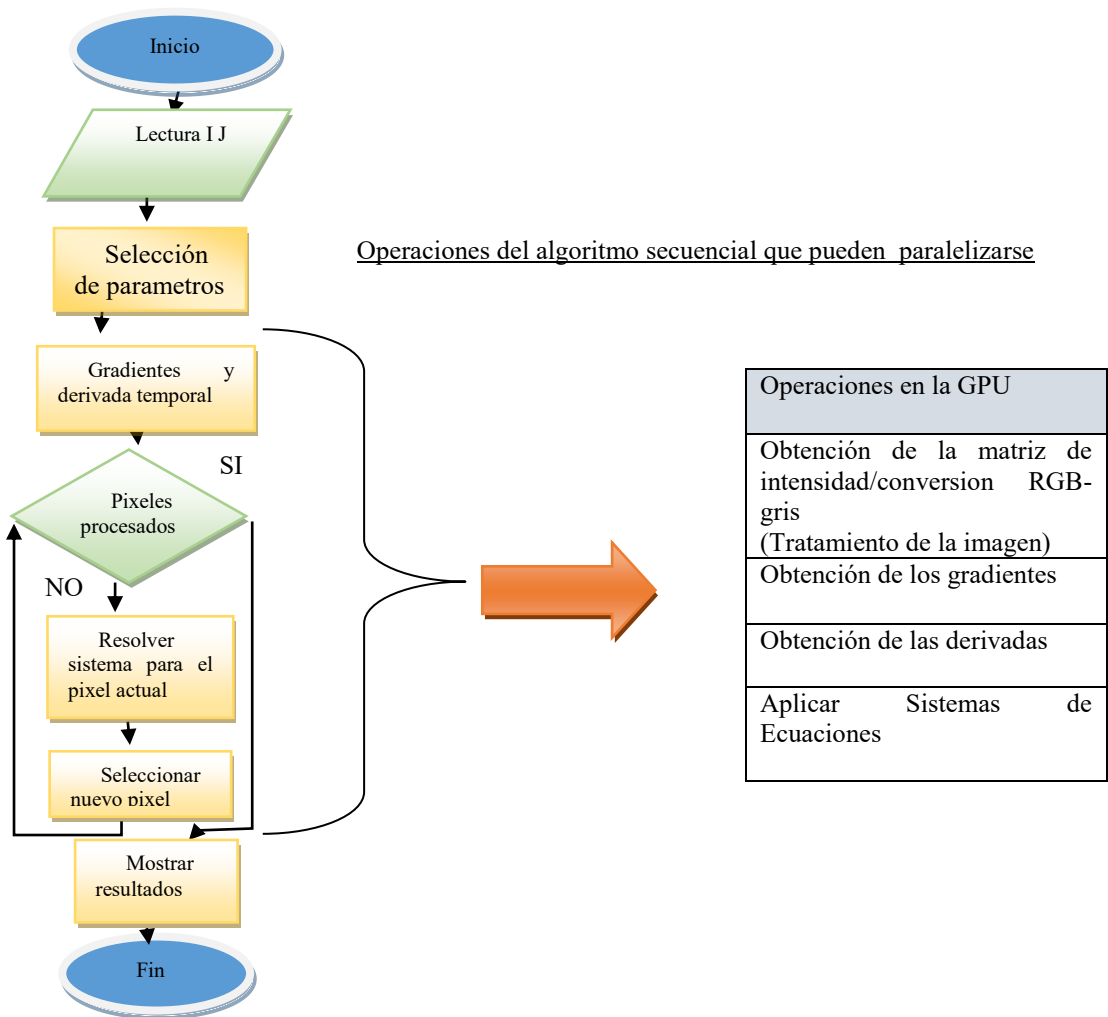 Inicio
Lectura I J
Selección
de parametros
Operaciones del algoritmo secuencial que pueden paralelizarse
Gradientes y
derivada temporal
SI
Pixeles
procesados
NO
Resolver
sistema para el
pixel actual
Seleccionar
nuevo pixel
Mostrar
resultados
Fin
Operaciones en la GPU
Obtención de la matriz de
intensidad/conversion RGB-
gris
(Tratamiento de la imagen)
Obtención de los gradientes
Obtención de las derivadas
Aplicar Sistemas de
Ecuaciones